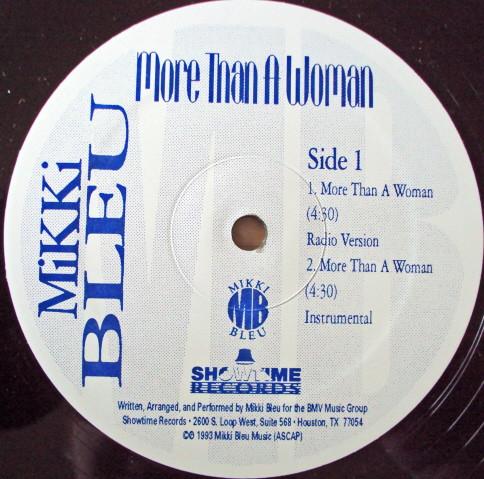 More Than A Woman
MiKKi
BLEU
Side 1
1. More Than A Woman
(4:30)
Radio Version
2. More Than A Woman
(4:30)
Instrumental
MIKKI
MB
BLEU
SHOWTIME
RECORDS
Written, Arranged, and Performed by Mikki Bleu for the BMV Music Group
Showtime Records • 2600 S. Loop West, Suite 568 • Houston, TX 77054
©℗ 1993 Mikki Bleu Music (ASCAP)